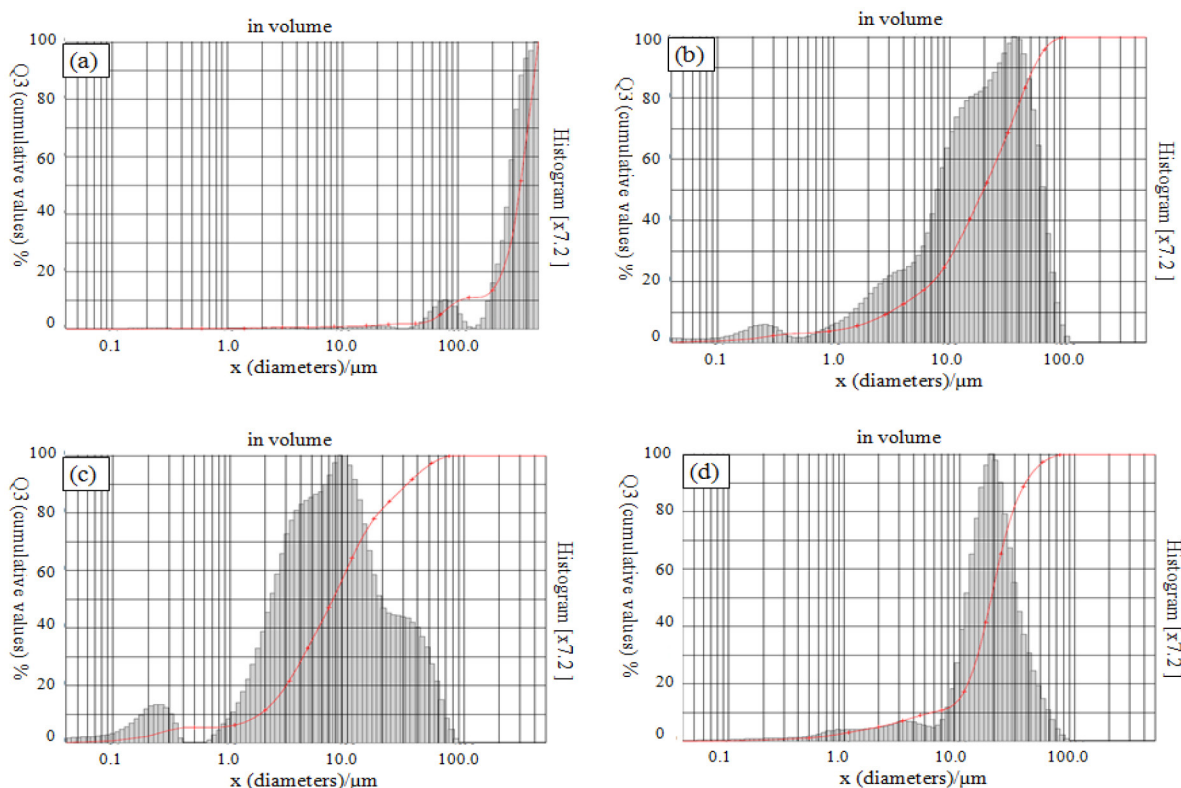 in volume
(a)
Q3 (cumulative values) %
100
80
60
40
20
0
0.1 1.0 10.0 100.0
x (diameters)/µm
Histogram [x7.2 ]
in volume
(b)
Q3 (cumulative values) %
100
80
60
40
20
0
0.1 1.0 10.0 100.0
x (diameters)/µm
Histogram [x7.2 ]
in volume
(c)
Q3 (cumulative values) %
100
80
60
40
20
0
0.1 1.0 10.0 100.0
x (diameters)/µm
Histogram [x7.2 ]
in volume
(d)
Q3 (cumulative values) %
100
80
60
40
20
0
0.1 1.0 10.0 100.0
x (diameters)/µm
Histogram [x7.2 ]